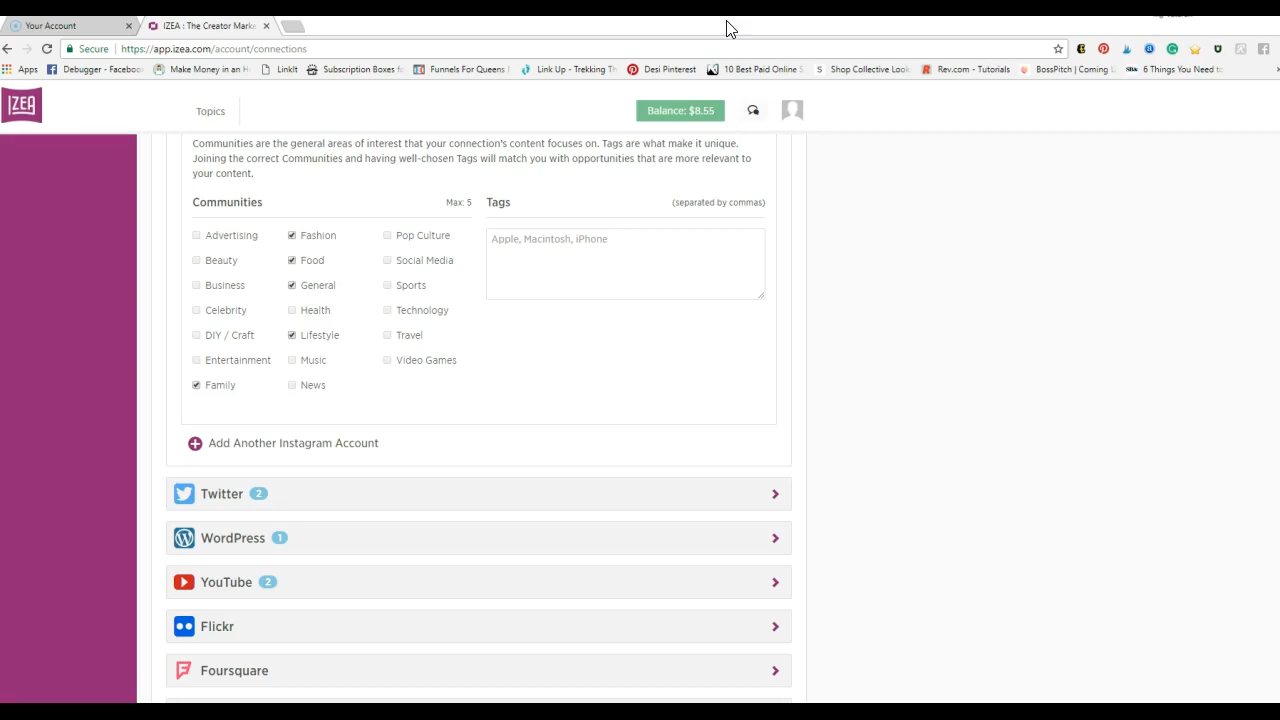 Your Account
IZEA : The Creator Marke
Secure https://app.izea.com/account/connections
Apps Debugger - Faceboo Make Money in an H LinkIt Subscription Boxes fo Funnels For Queens Link Up - Trekking Th Desi Pinterest 10 Best Paid Online S Shop Collective Look Rev.com - Tutorials BossPitch | Coming U 6 Things You Need to
IZEA
Topics
Balance: $8.55
Communities are the general areas of interest that your connection's content focuses on. Tags are what make it unique.
Joining the correct Communities and having well-chosen Tags will match you with opportunities that are more relevant to
your content.
Communities Max: 5 Tags (separated by commas)
Advertising Fashion Pop Culture Apple, Macintosh, iPhone
Beauty Food Social Media
Business General Sports
Celebrity Health Technology
DIY / Craft Lifestyle Travel
Entertainment Music Video Games
Family News
Add Another Instagram Account
Twitter 2
WordPress 1
YouTube 2
Flickr
Foursquare